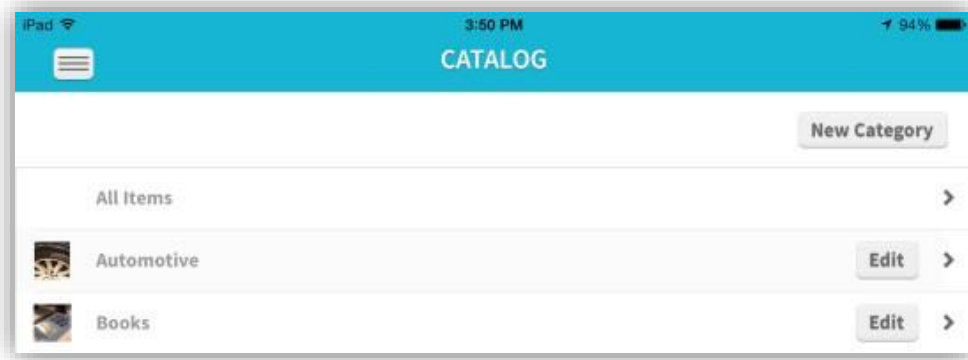 iPad 3:50 PM 94%
CATALOG
New Category
All Items
Automotive Edit
Books Edit